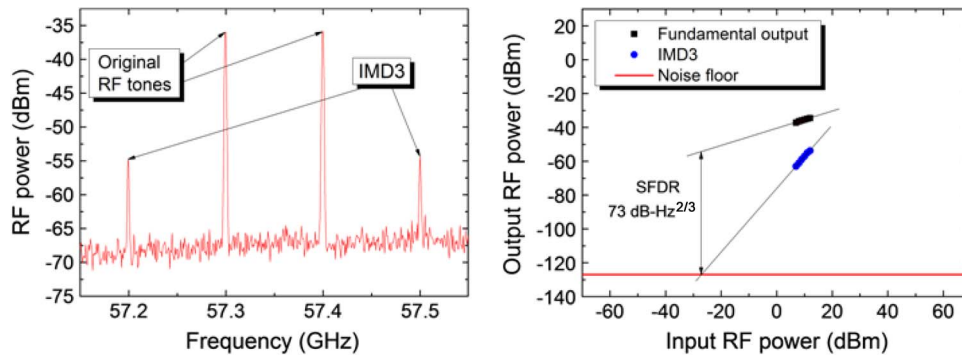 -35
-40
-45
-50
-55
-60
-65
-70
-75
RF power (dBm)
Original
RF tones
IMD3
57.2 57.3 57.4 57.5
Frequency (GHz)
40
20
0
-20
-40
-60
-80
-100
-120
-140
Output RF power (dBm)
Fundamental output
IMD3
Noise floor
SFDR
73 dB-Hz2/3
-60 -40 -20 0 20 40 60
Input RF power (dBm)